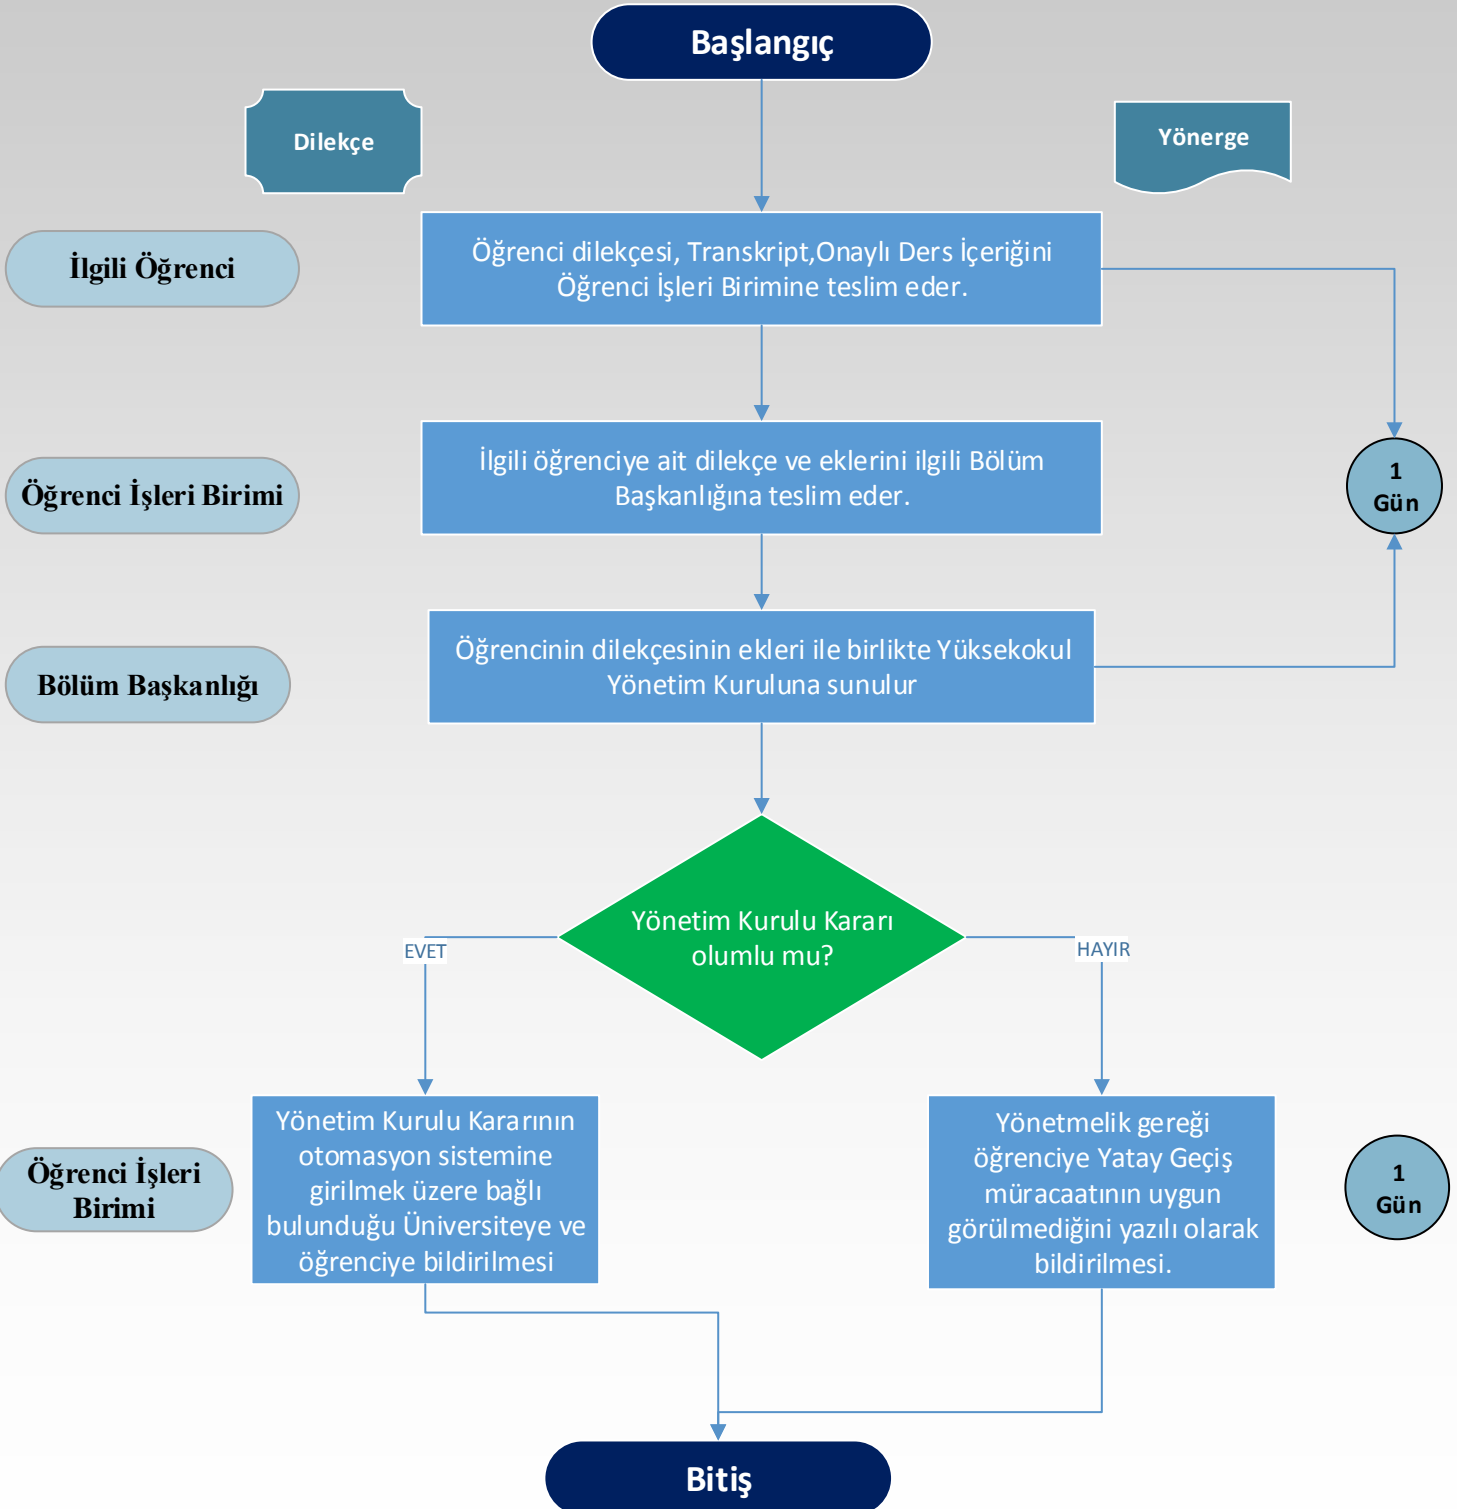 Başlangıç
Dilekçe
Yönerge
İlgili Öğrenci
Öğrenci dilekçesi, Transkript,Onaylı Ders İçeriğini
Öğrenci İşleri Birimine teslim eder.
Öğrenci İşleri Birimi
İlgili öğrenciye ait dilekçe ve eklerini ilgili Bölüm
Başkanlığına teslim eder.
1
Gün
Bölüm Başkanlığı
Öğrencinin dilekçesinin ekleri ile birlikte Yüksekokul
Yönetim Kuruluna sunulur
Yönetim Kurulu Kararı
olumlu mu?
EVET
HAYIR
Öğrenci İşleri
Birimi
Yönetim Kurulu Kararının
otomasyon sistemine
girilmek üzere bağlı
bulunduğu Üniversiteye ve
öğrenciye bildirilmesi
Yönetmelik gereği
öğrenciye Yatay Geçiş
müracaatının uygun
görülmediğini yazılı olarak
bildirilmesi.
1
Gün
Bitiş